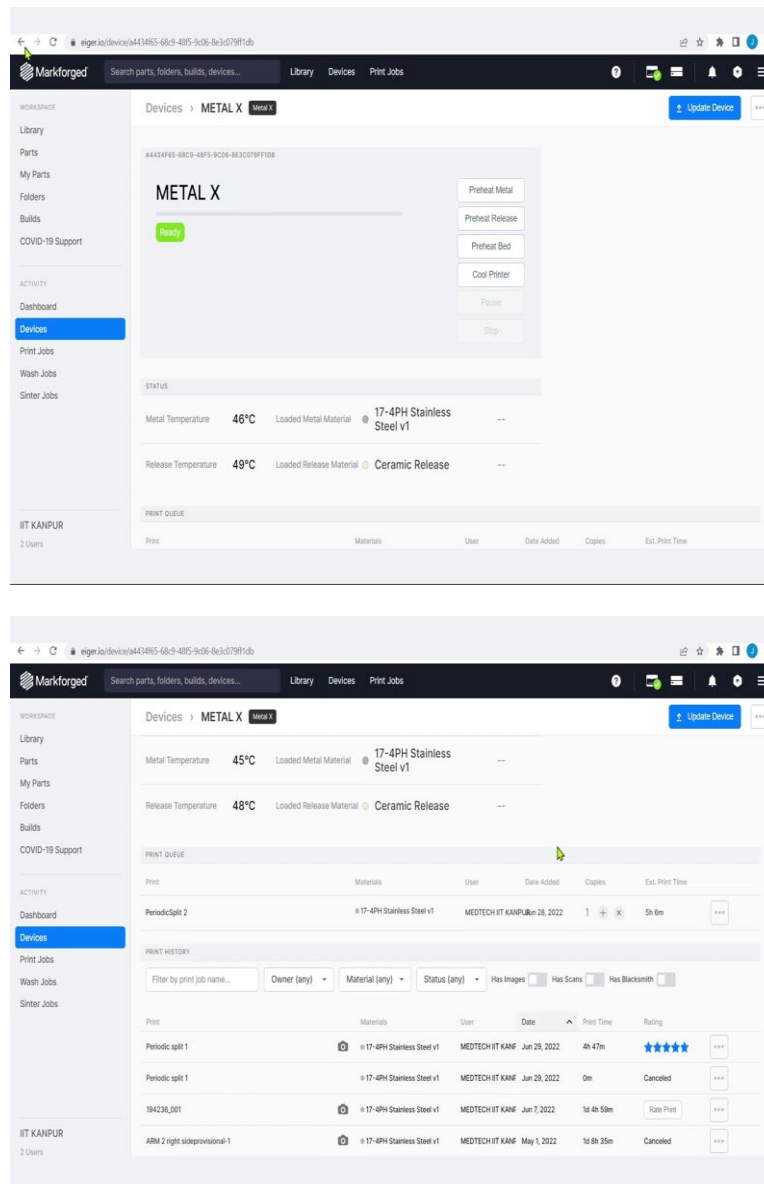 eiger.io/device/a4434f65-68c9-48f5-9c06-8e3c079ff1db
Markforged Search parts, folders, builds, devices... Library Devices Print Jobs
WORKSPACE
Library
Parts
My Parts
Folders
Builds
COVID-19 Support
ACTIVITY
Dashboard
Devices
Print Jobs
Wash Jobs
Sinter Jobs
IIT KANPUR
2 Users
Devices › METAL X Metal X Update Device
A4434F65-68C9-48F5-9C06-8E3C079FF1DB
METAL X
Ready
Preheat Metal
Preheat Release
Preheat Bed
Cool Printer
Pause
Stop
STATUS
Metal Temperature 46°C Loaded Metal Material 17-4PH Stainless Steel v1 --
Release Temperature 49°C Loaded Release Material Ceramic Release --
PRINT QUEUE
Print Materials User Date Added Copies Est. Print Time
eiger.io/device/a4434f65-68c9-48f5-9c06-8e3c079ff1db
Markforged Search parts, folders, builds, devices... Library Devices Print Jobs
WORKSPACE
Library
Parts
My Parts
Folders
Builds
COVID-19 Support
ACTIVITY
Dashboard
Devices
Print Jobs
Wash Jobs
Sinter Jobs
IIT KANPUR
2 Users
Devices › METAL X Metal X Update Device
Metal Temperature 45°C Loaded Metal Material 17-4PH Stainless Steel v1 --
Release Temperature 48°C Loaded Release Material Ceramic Release --
PRINT QUEUE
Print Materials User Date Added Copies Est. Print Time
PeriodicSplit 2 17-4PH Stainless Steel v1 MEDTECH IIT KANPUR 28, 2022 1 + x 5h 6m
PRINT HISTORY
Filter by print job name... Owner (any) Material (any) Status (any) Has Images Has Scans Has Blacksmith
Print Materials User Date Print Time Rating
Periodic split 1 17-4PH Stainless Steel v1 MEDTECH IIT KANF Jun 29, 2022 4h 47m
Periodic split 1 17-4PH Stainless Steel v1 MEDTECH IIT KANF Jun 29, 2022 0m Canceled
194236_001 17-4PH Stainless Steel v1 MEDTECH IIT KANF Jun 7, 2022 1d 4h 59m Rate Print
ARM 2 right sideprovisional-1 17-4PH Stainless Steel v1 MEDTECH IIT KANF May 1, 2022 1d 8h 35m Canceled